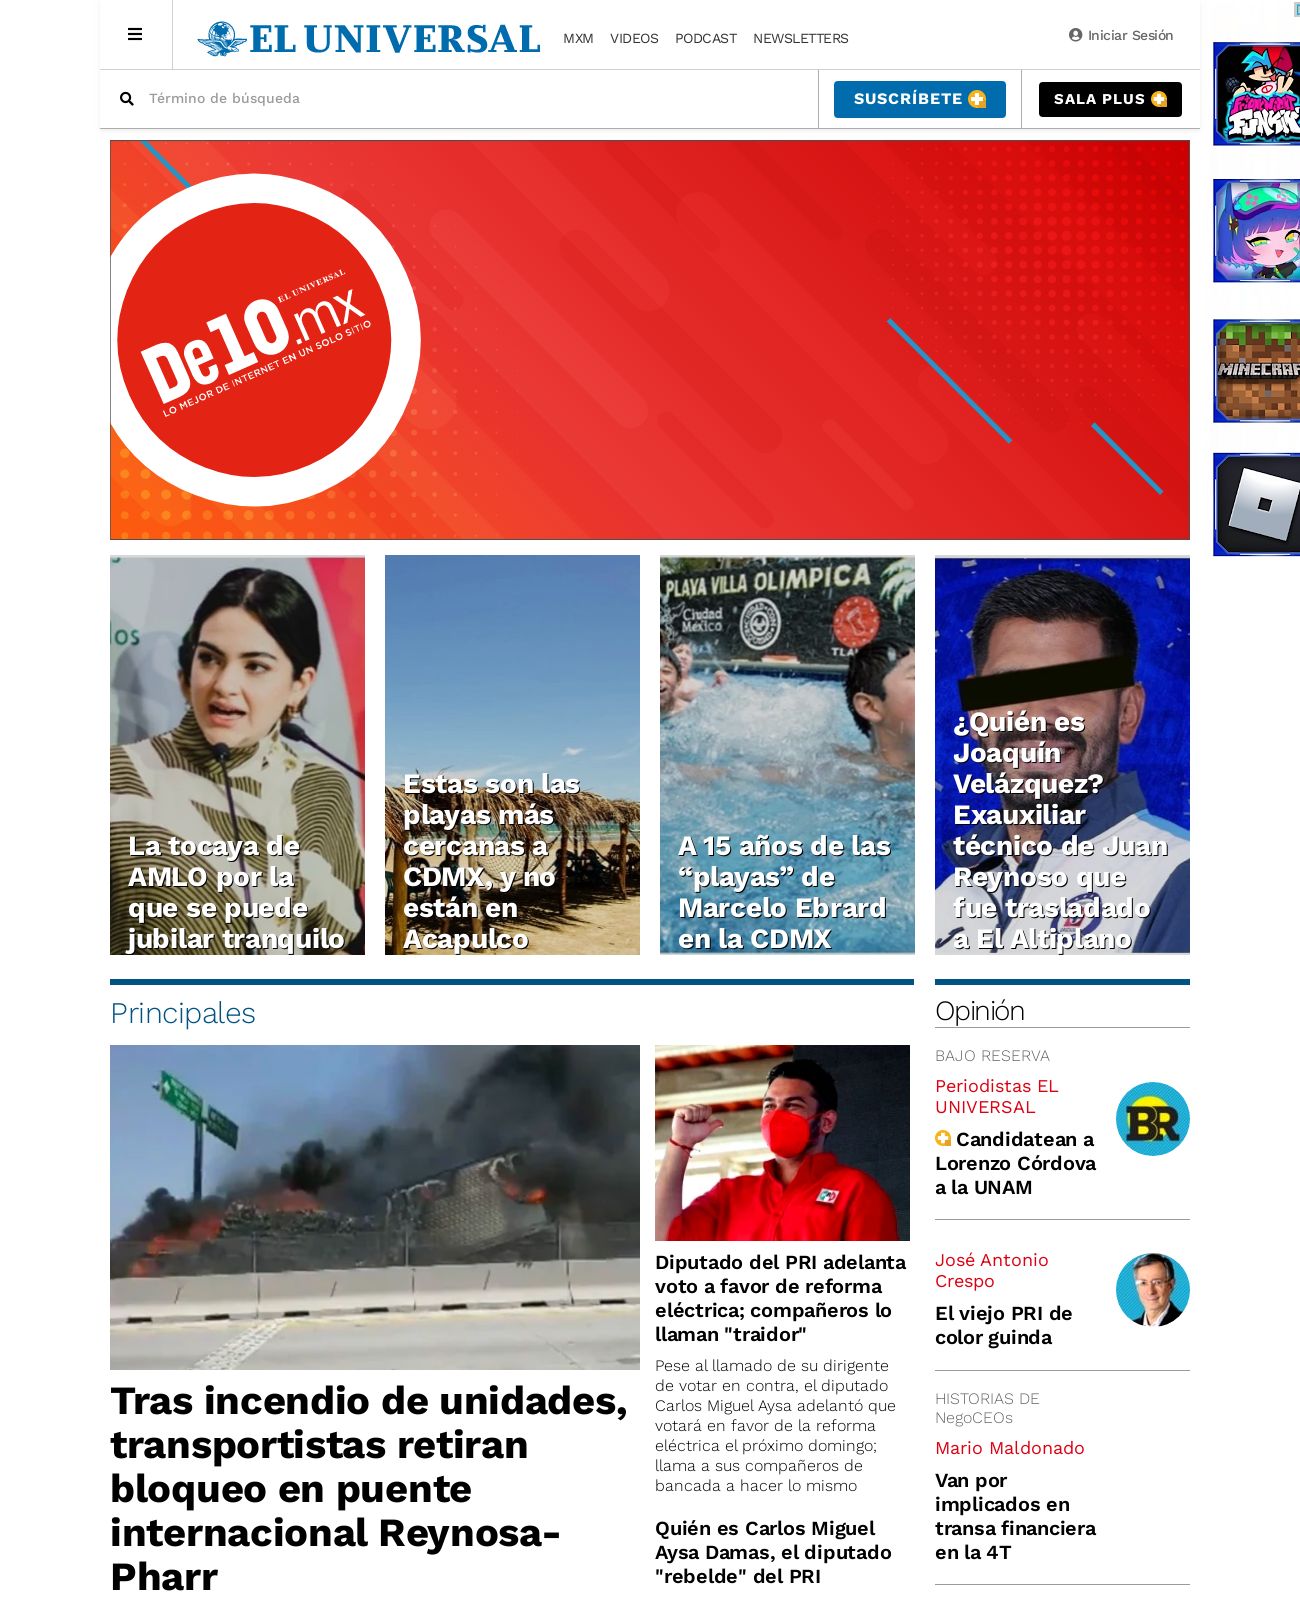 EL UNIVERSAL
MXM VIDEOS PODCAST NEWSLETTERS
Iniciar Sesión
Término de búsqueda
SUSCRÍBETE
SALA PLUS
EL UNIVERSAL
De10.mx
LO MEJOR DE INTERNET EN UN SOLO SITIO
FUNKIN
MINECRAF
La tocaya de
AMLO por la
que se puede
jubilar tranquilo
Estas son las
playas más
cercanas a
CDMX, y no
están en
Acapulco
PLAYA VILLA OLIMPICA
Ciudad
México
TLA
A 15 años de las
“playas” de
Marcelo Ebrard
en la CDMX
¿Quién es
Joaquín
Velázquez?
Exauxiliar
técnico de Juan
Reynoso que
fue trasladado
a El Altiplano
Principales
Tras incendio de unidades,
transportistas retiran
bloqueo en puente
internacional Reynosa-
Pharr
Diputado del PRI adelanta
voto a favor de reforma
eléctrica; compañeros lo
llaman "traidor"
Pese al llamado de su dirigente
de votar en contra, el diputado
Carlos Miguel Aysa adelantó que
votará en favor de la reforma
eléctrica el próximo domingo;
llama a sus compañeros de
bancada a hacer lo mismo
Quién es Carlos Miguel
Aysa Damas, el diputado
"rebelde" del PRI
Opinión
BAJO RESERVA
Periodistas EL
UNIVERSAL
BR
Candidatean a
Lorenzo Córdova
a la UNAM
José Antonio
Crespo
El viejo PRI de
color guinda
HISTORIAS DE
NegoCEOs
Mario Maldonado
Van por
implicados en
transa financiera
en la 4T